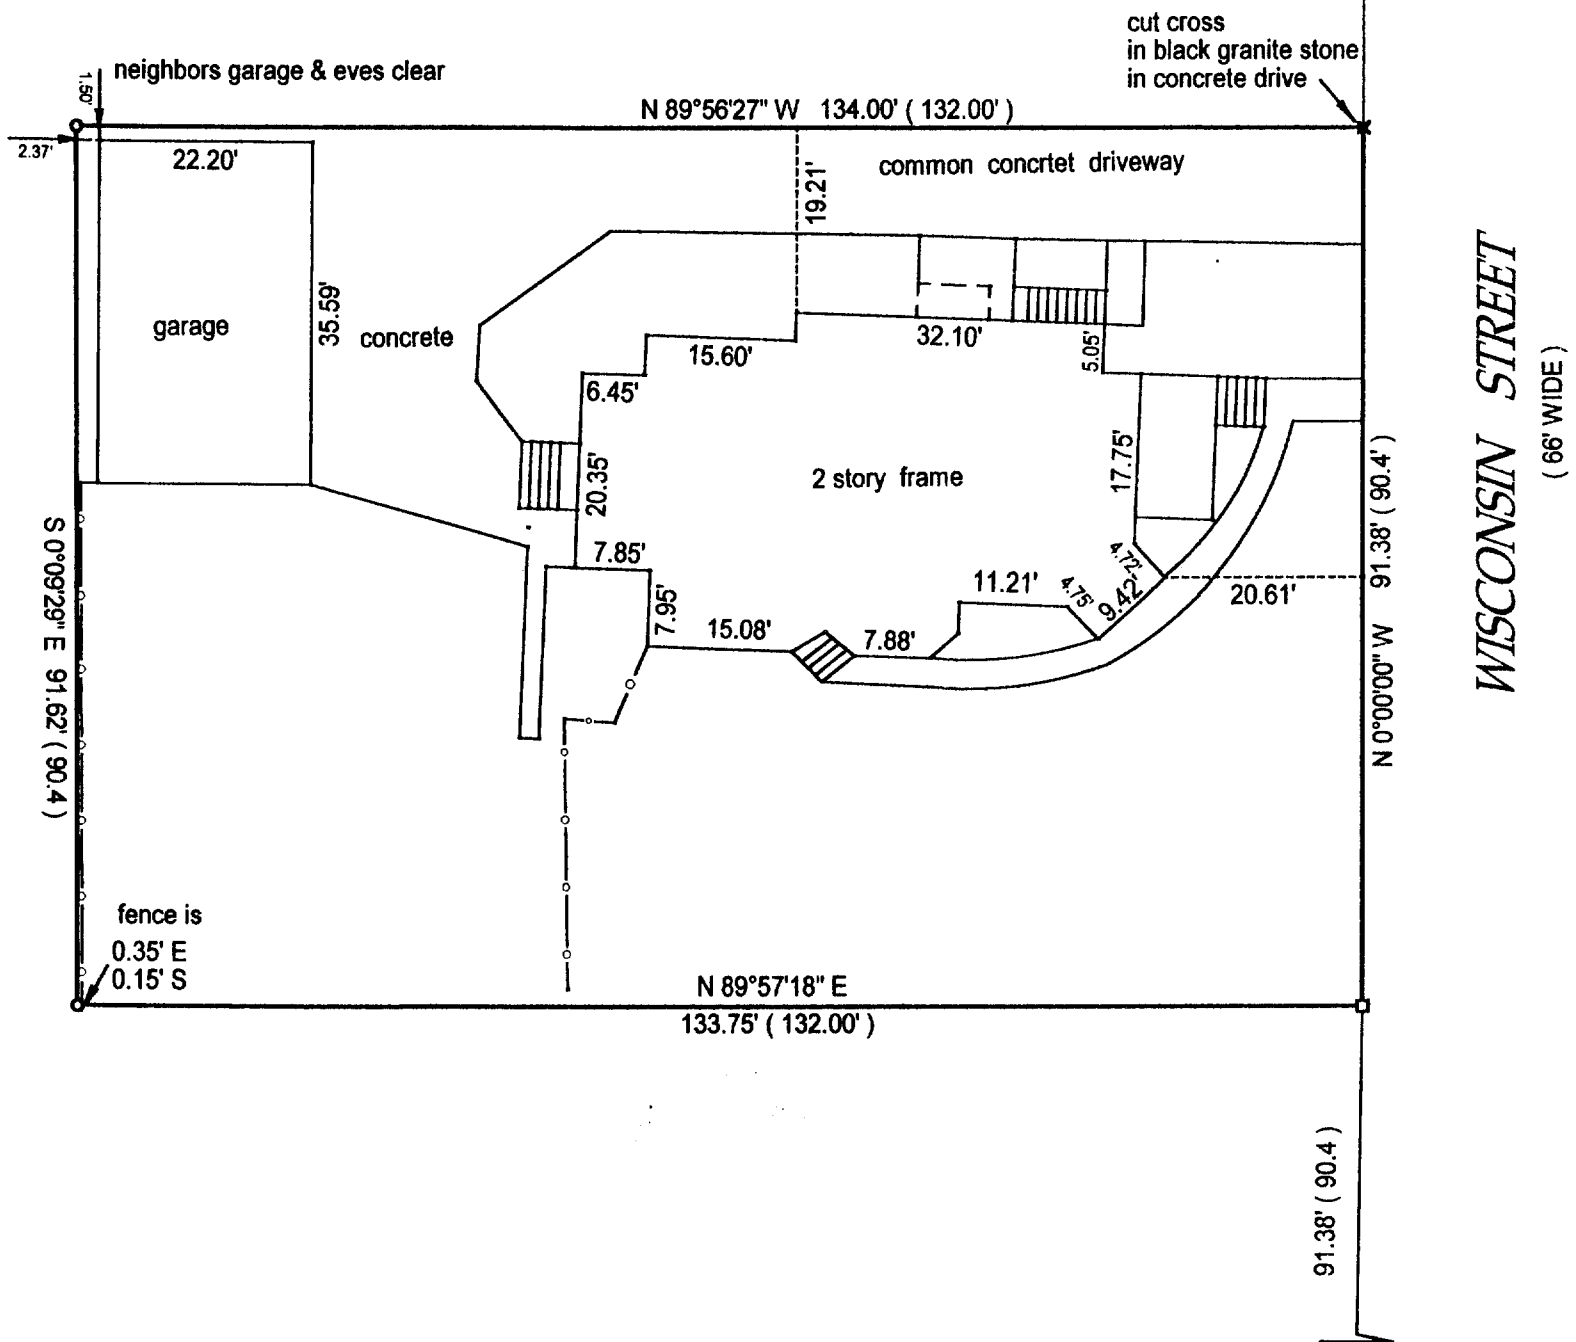 cut cross
in black granite stone
in concrete drive
neighbors garage & eves clear
1.50'
N 89°56'27" W 134.00' ( 132.00' )
2.37'
22.20'
common concrtet driveway
19.21'
35.59'
garage
concrete
15.60'
32.10'
5.05'
6.45'
20.35'
2 story frame
17.75'
7.85'
7.95'
15.08'
7.88'
11.21'
4.75'
9.42'
4.72'
20.61'
WISCONSIN STREET
( 66' WIDE )
N 0°00'00" W
91.38' ( 90.4' )
S 0°09'29" E 91.62' ( 90.4 )
fence is
0.35' E
0.15' S
N 89°57'18" E
133.75' ( 132.00' )
91.38' ( 90.4 )